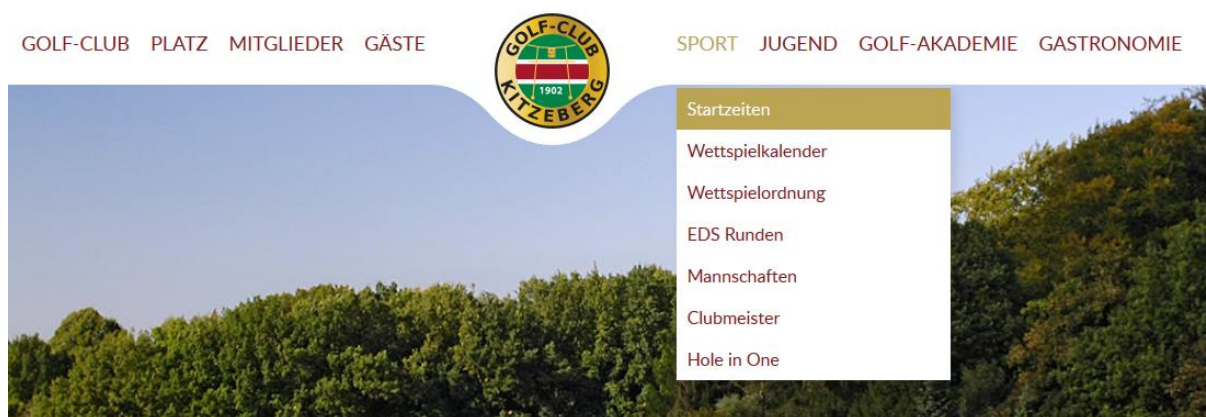 GOLF-CLUB PLATZ MITGLIEDER GÄSTE
GOLF-CLUB
1902
KITZEBERG
SPORT JUGEND GOLF-AKADEMIE GASTRONOMIE
Startzeiten
Wettspielkalender
Wettspielordnung
EDS Runden
Mannschaften
Clubmeister
Hole in One